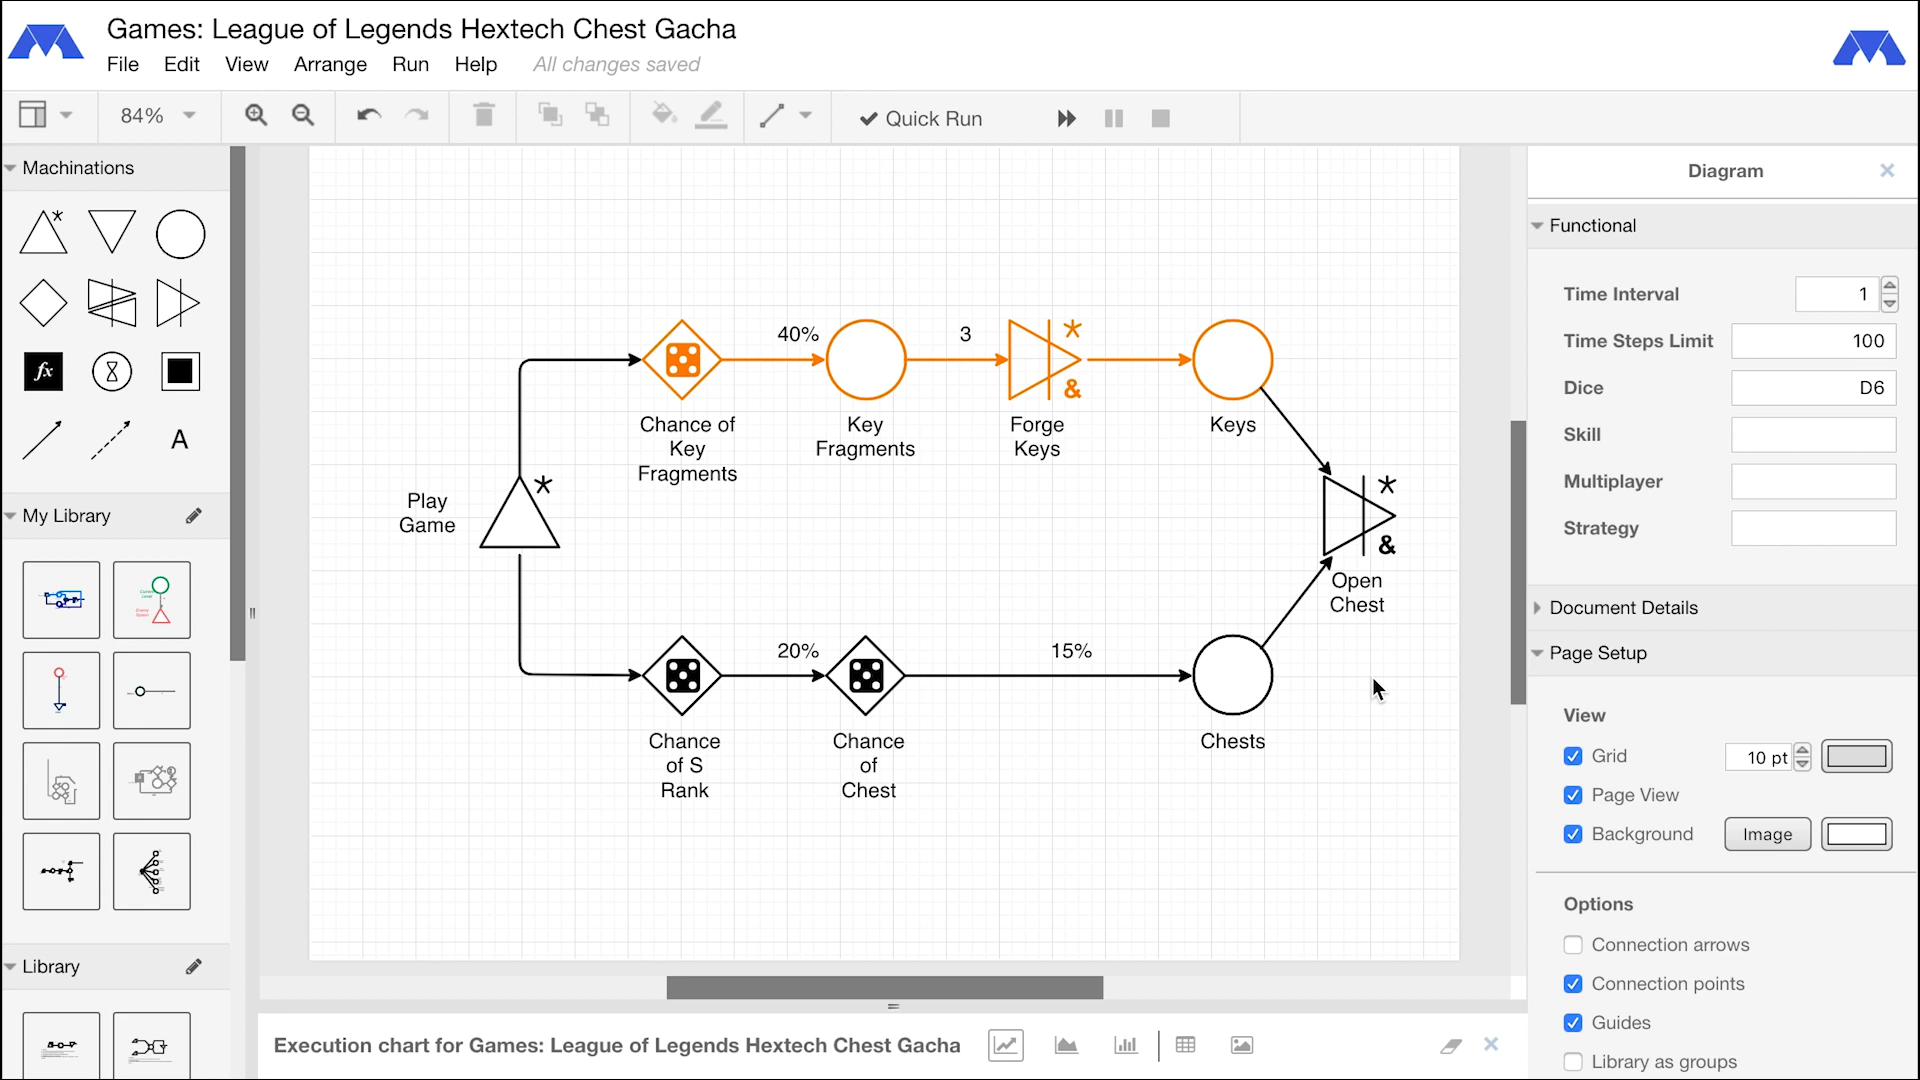 Games: League of Legends Hextech Chest Gacha
File Edit View Arrange Run Help All changes saved
84% Quick Run
Machinations
* 
fx
A
My Library
Library
Play
Game
*
Chance of
Key
Fragments
40%
Key
Fragments
3
*
&
Forge
Keys
Keys
*
&
Open
Chest
Chance
of S
Rank
20%
Chance
of
Chest
15%
Chests
Execution chart for Games: League of Legends Hextech Chest Gacha
Diagram
Functional
Time Interval 1
Time Steps Limit 100
Dice D6
Skill
Multiplayer
Strategy
Document Details
Page Setup
View
Grid 10 pt
Page View
Background Image
Options
Connection arrows
Connection points
Guides
Library as groups